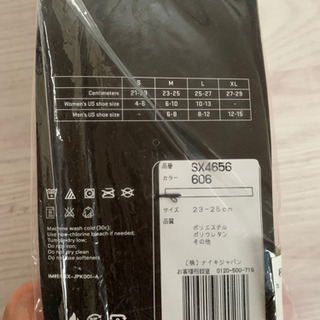 S M L XL
Centimeters 21-23 23-25 25-27 27-29
Women's US shoe size 4-6 6-10 10-13 -
Men's US shoe size - 6-8 8-12 12-15
品番 SX4656
カラー 606
サイズ 23-25cm
品質 ポリエステル
ポリウレタン
その他
(株)ナイキジャパン
お客様相談室 0120-500-719
Machine wash cold (30c);
Use non-chlorine bleach if needed;
Tumble dry low;
Do not iron;
Do not dry clean;
Do not use softeners